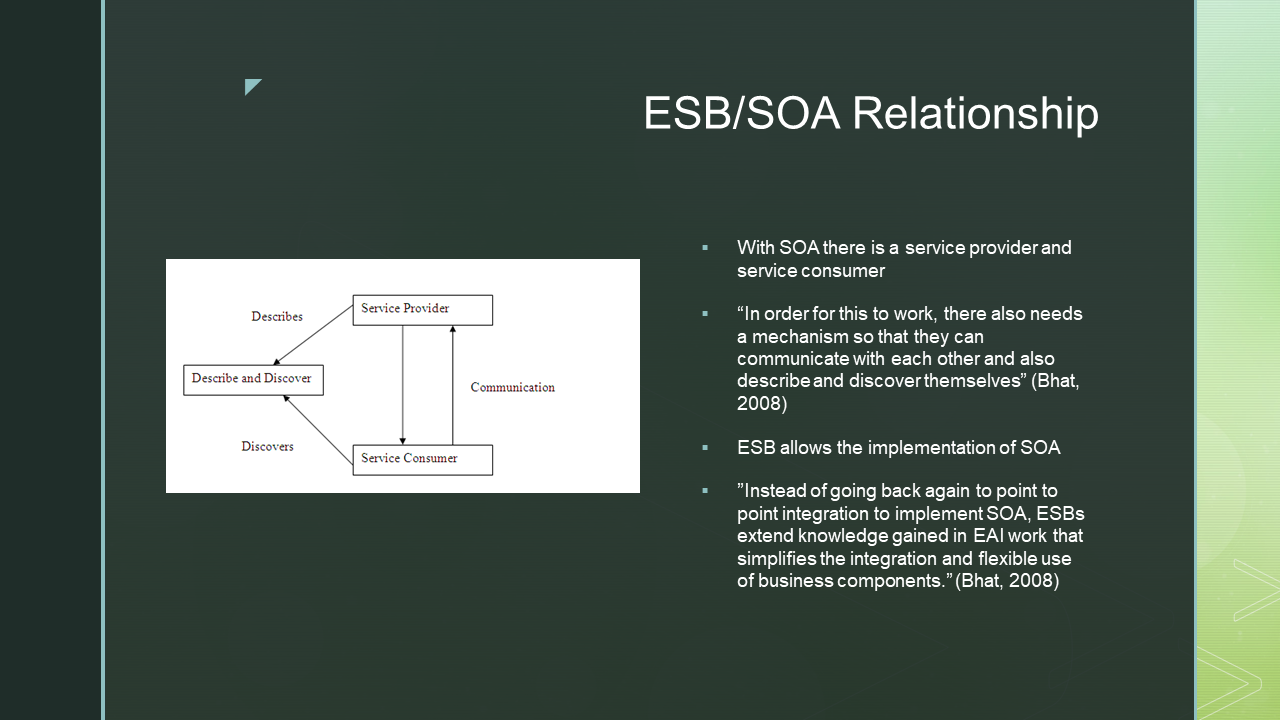 ESB/SOA Relationship
Describes
Service Provider
Describe and Discover
Communication
Discovers
Service Consumer
▪ With SOA there is a service provider and
service consumer
▪ “In order for this to work, there also needs
a mechanism so that they can
communicate with each other and also
describe and discover themselves” (Bhat,
2008)
▪ ESB allows the implementation of SOA
▪ ”Instead of going back again to point to
point integration to implement SOA, ESBs
extend knowledge gained in EAI work that
simplifies the integration and flexible use
of business components.” (Bhat, 2008)